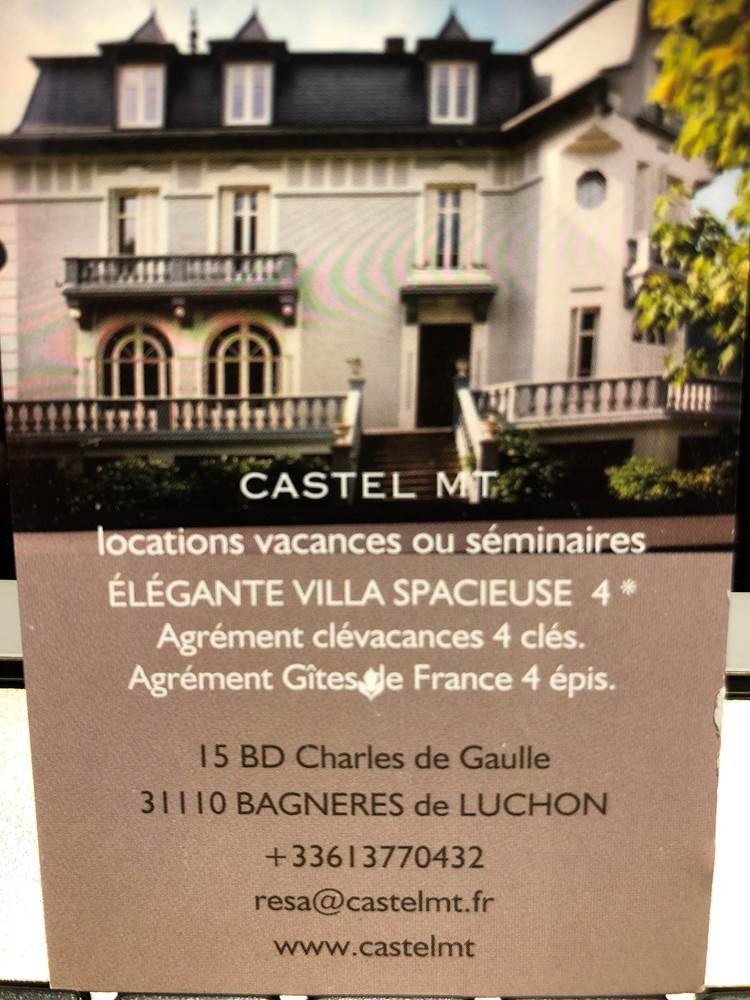 CASTEL MT
locations vacances ou séminaires
ÉLÉGANTE VILLA SPACIEUSE 4 *
Agrément clévacances 4 clés.
Agrément Gîtes de France 4 épis.
15 BD Charles de Gaulle
31110 BAGNERES de LUCHON
+33613770432
resa@castelmt.fr
www.castelmt